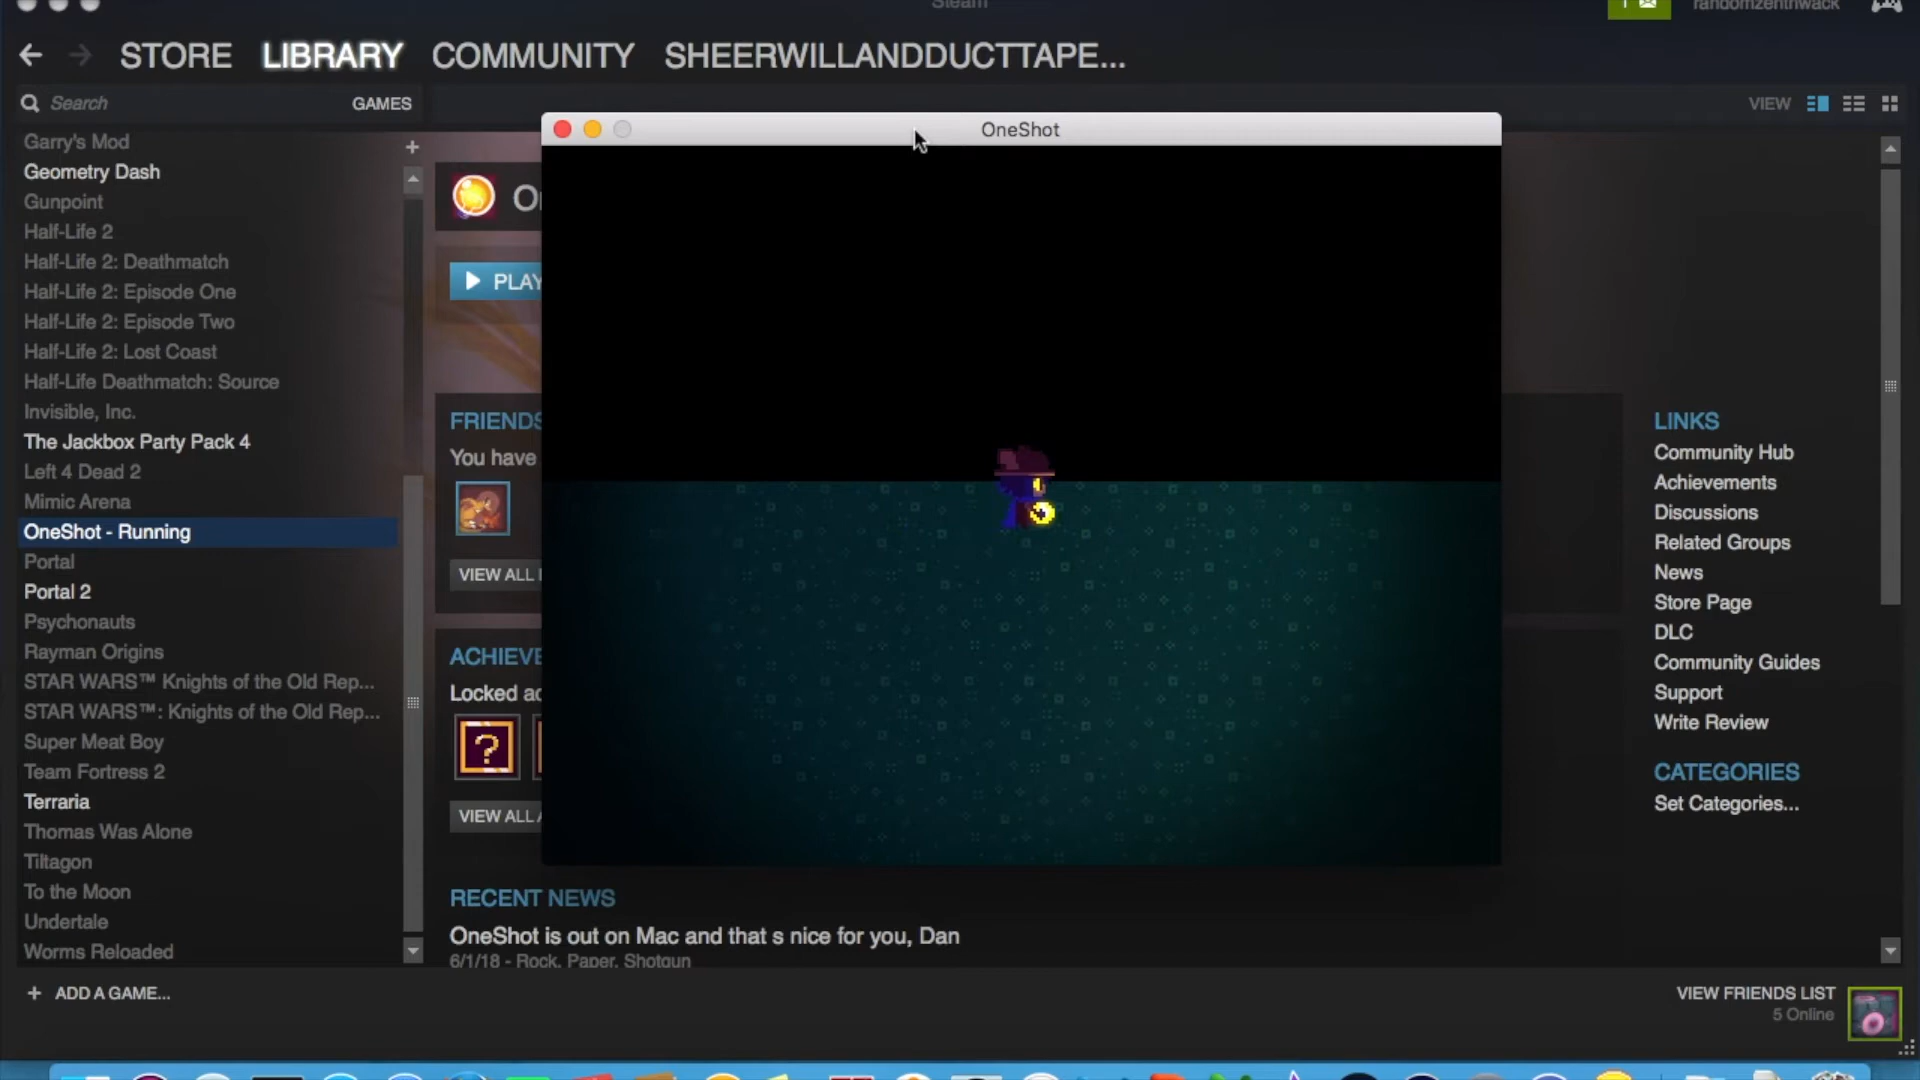 Steam
randomzenthwack
STORE LIBRARY COMMUNITY SHEERWILLANDDUCTTAPE...
Search
GAMES
VIEW
OneShot
Garry's Mod
Geometry Dash
Gunpoint
Half-Life 2
Half-Life 2: Deathmatch
Half-Life 2: Episode One
Half-Life 2: Episode Two
Half-Life 2: Lost Coast
Half-Life Deathmatch: Source
Invisible, Inc.
The Jackbox Party Pack 4
Left 4 Dead 2
Mimic Arena
OneShot - Running
Portal
Portal 2
Psychonauts
Rayman Origins
STAR WARS™ Knights of the Old Rep...
STAR WARS™: Knights of the Old Rep...
Super Meat Boy
Team Fortress 2
Terraria
Thomas Was Alone
Tiltagon
To the Moon
Undertale
Worms Reloaded
+ ADD A GAME...
PLAY
FRIENDS
You have
VIEW ALL
ACHIEVE
Locked ac
?
VIEW ALL A
RECENT NEWS
OneShot is out on Mac and that s nice for you, Dan
6/1/18 - Rock, Paper, Shotgun
LINKS
Community Hub
Achievements
Discussions
Related Groups
News
Store Page
DLC
Community Guides
Support
Write Review
CATEGORIES
Set Categories...
VIEW FRIENDS LIST
5 Online